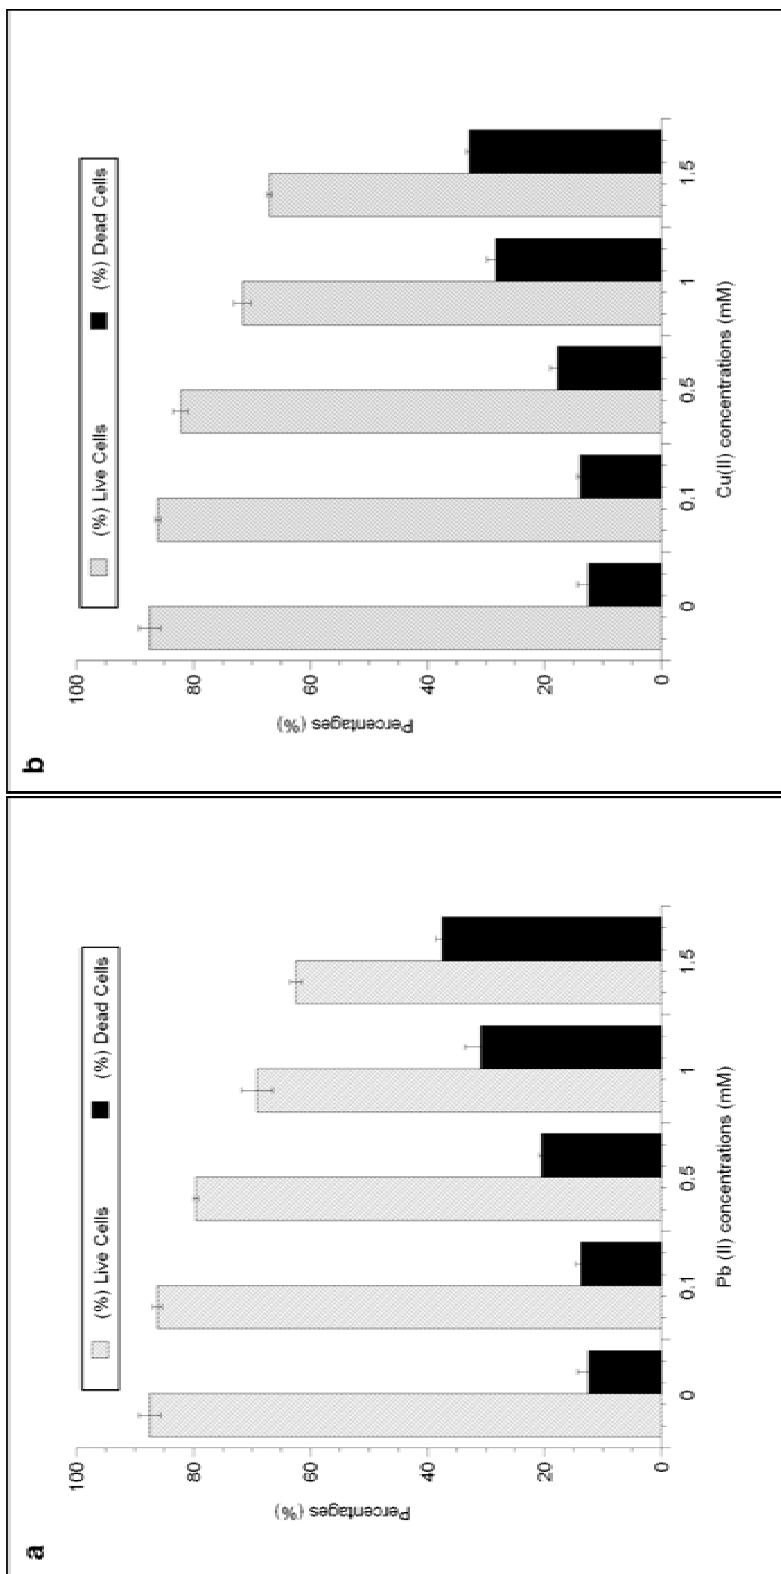 a
(%) Live Cells (%) Dead Cells
Percentages (%)
100
80
60
40
20
0
0 0.1 0.5 1 1.5
Pb (II) concentrations (mM)
b
(%) Live Cells (%) Dead Cells
Percentages (%)
100
80
60
40
20
0
0 0.1 0.5 1 1.5
Cu(II) concentrations (mM)